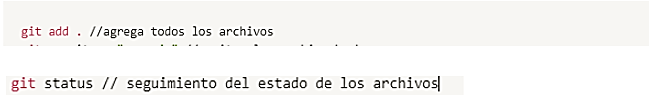 git add . //agrega todos los archivos
git status // seguimiento del estado de los archivos